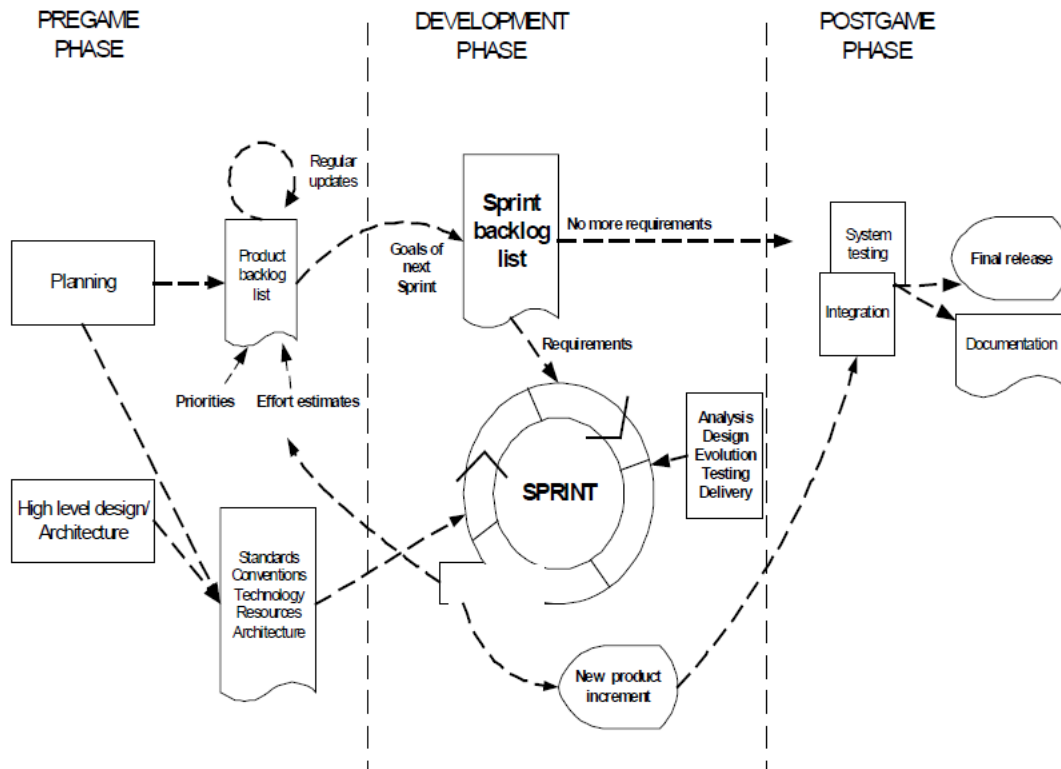 PREGAME
PHASE
DEVELOPMENT
PHASE
POSTGAME
PHASE
Regular
updates
Planning
Product
backlog
list
Goals of
next
Sprint
Sprint
backlog
list
No more requirements
System
testing
Integration
Final release
Documentation
Priorities
Effort estimates
Requirements
Analysis
Design
Evolution
Testing
Delivery
SPRINT
High level design/
Architecture
Standards
Conventions
Technology
Resources
Architecture
New product
increment